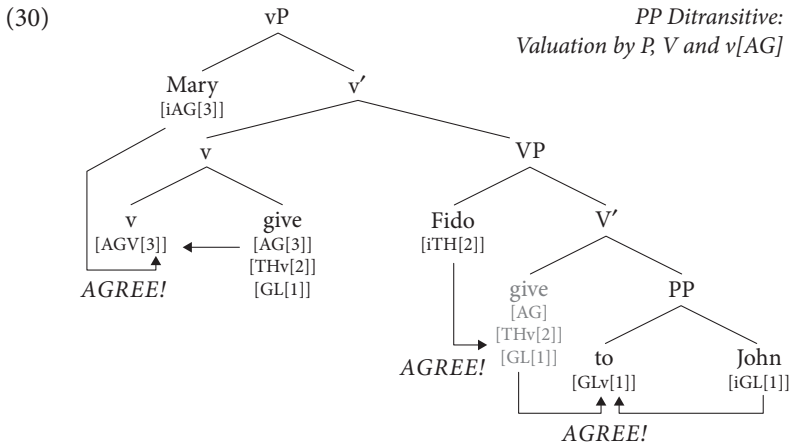 (30) vP PP Ditransitive:
Valuation by P, V and v[AG]
Mary v′
[iAG[3]]
v VP
v give Fido V′
[AGV[3]] [AG[3]] [iTH[2]]
[THv[2]]
[GL[1]]
AGREE!
give PP
[AG]
[THv[2]]
[GL[1]]
AGREE!
to John
[GLv[1]] [iGL[1]]
AGREE!